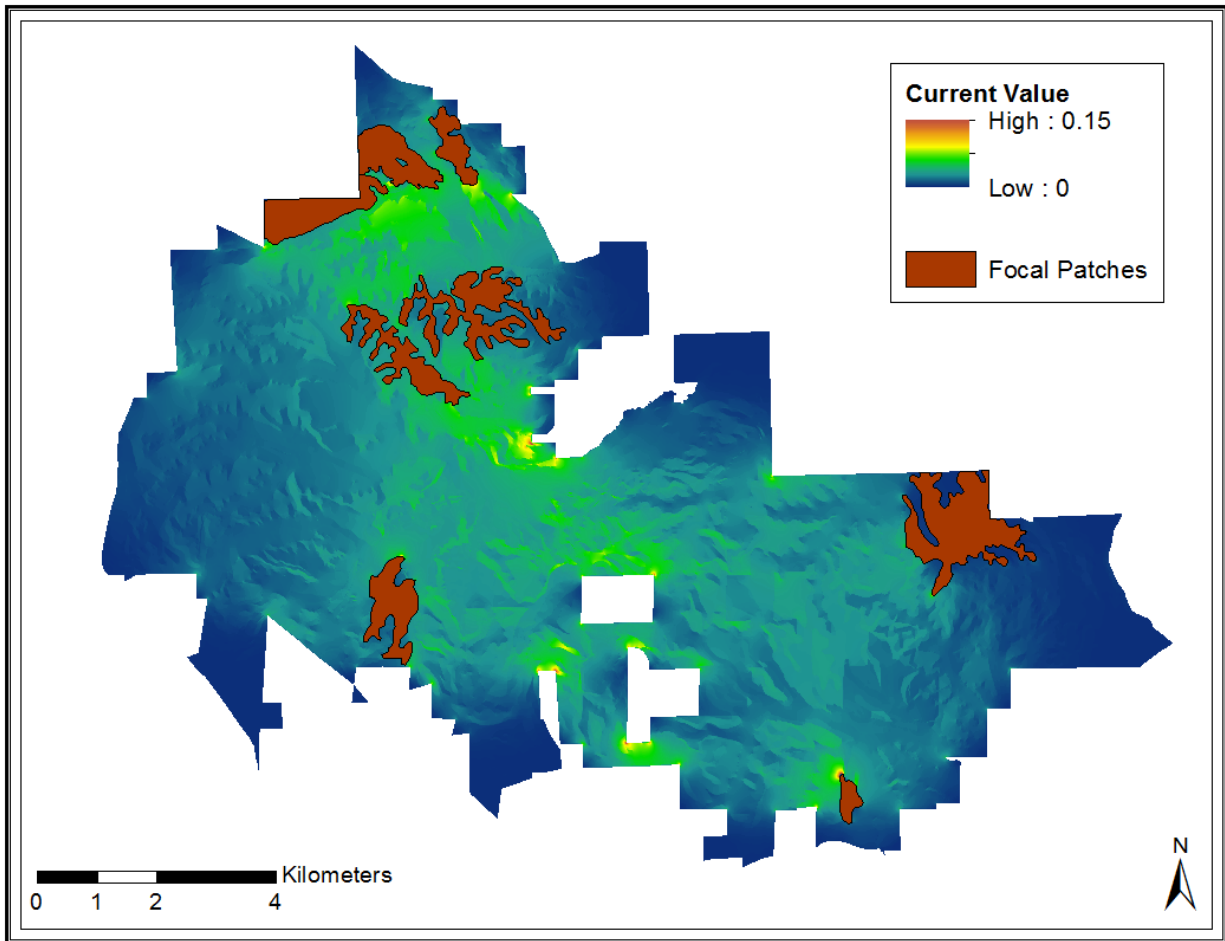 Current Value
High : 0.15
Low : 0
Focal Patches
N
Kilometers
0 1 2 4